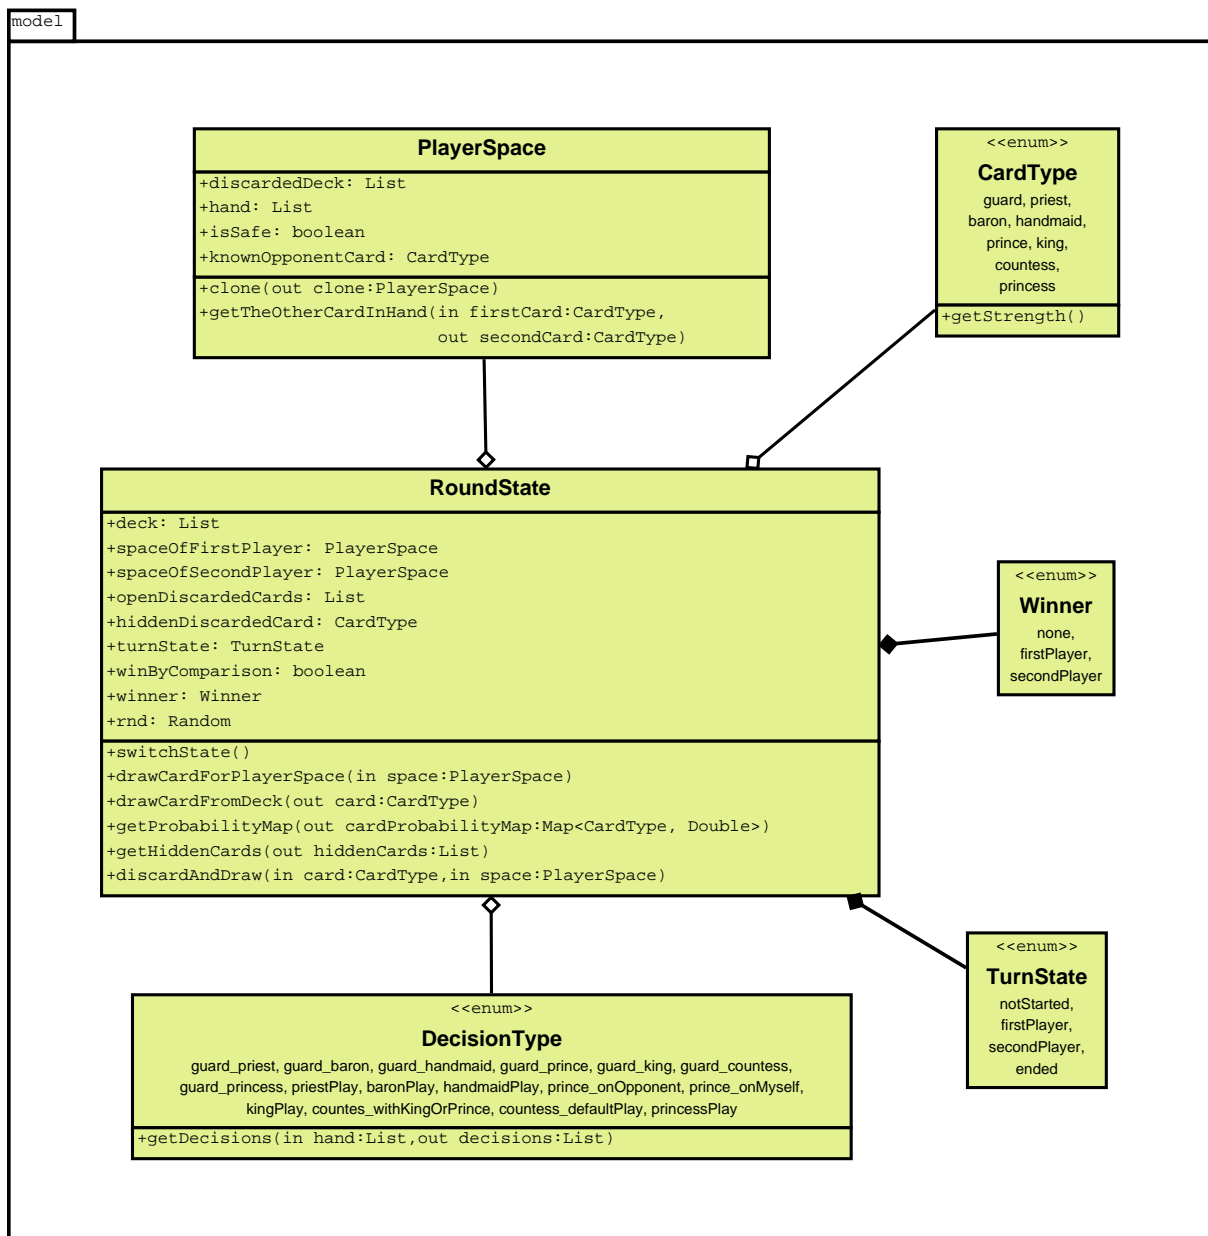 model
PlayerSpace
+discardedDeck: List
+hand: List
+isSafe: boolean
+knownOpponentCard: CardType
+clone(out clone:PlayerSpace)
+getTheOtherCardInHand(in firstCard:CardType,
out secondCard:CardType)
<<enum>>
CardType
guard, priest,
baron, handmaid,
prince, king,
countess,
princess
+getStrength()
RoundState
+deck: List
+spaceOfFirstPlayer: PlayerSpace
+spaceOfSecondPlayer: PlayerSpace
+openDiscardedCards: List
+hiddenDiscardedCard: CardType
+turnState: TurnState
+winByComparison: boolean
+winner: Winner
+rnd: Random
+switchState()
+drawCardForPlayerSpace(in space:PlayerSpace)
+drawCardFromDeck(out card:CardType)
+getProbabilityMap(out cardProbabilityMap:Map<CardType, Double>)
+getHiddenCards(out hiddenCards:List)
+discardAndDraw(in card:CardType,in space:PlayerSpace)
<<enum>>
Winner
none,
firstPlayer,
secondPlayer
<<enum>>
TurnState
notStarted,
firstPlayer,
secondPlayer,
ended
<<enum>>
DecisionType
guard_priest, guard_baron, guard_handmaid, guard_prince, guard_king, guard_countess,
guard_princess, priestPlay, baronPlay, handmaidPlay, prince_onOpponent, prince_onMyself,
kingPlay, countes_withKingOrPrince, countess_defaultPlay, princessPlay
+getDecisions(in hand:List,out decisions:List)